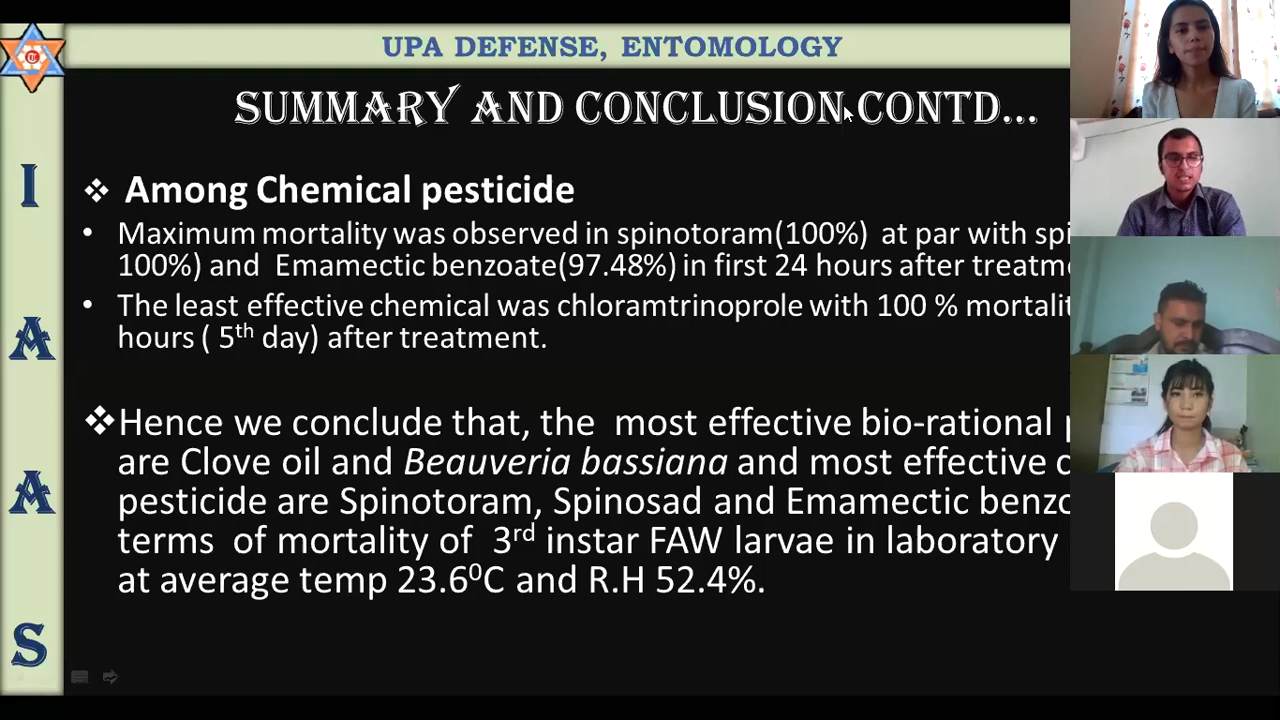 UPA DEFENSE, ENTOMOLOGY
SUMMARY AND CONCLUSION CONTD...
I
A
A
S
❖ Among Chemical pesticide
• Maximum mortality was observed in spinotoram(100%) at par with
100%) and Emamectic benzoate(97.48%) in first 24 hours after
• The least effective chemical was chloramtrinoprole with 100 %
hours ( 5th day) after treatment.
❖Hence we conclude that, the most effective bio-rational
are Clove oil and Beauveria bassiana and most effective
pesticide are Spinotoram, Spinosad and Emamectic
terms of mortality of 3rd instar FAW larvae in laboratory
at average temp 23.6⁰C and R.H 52.4%.